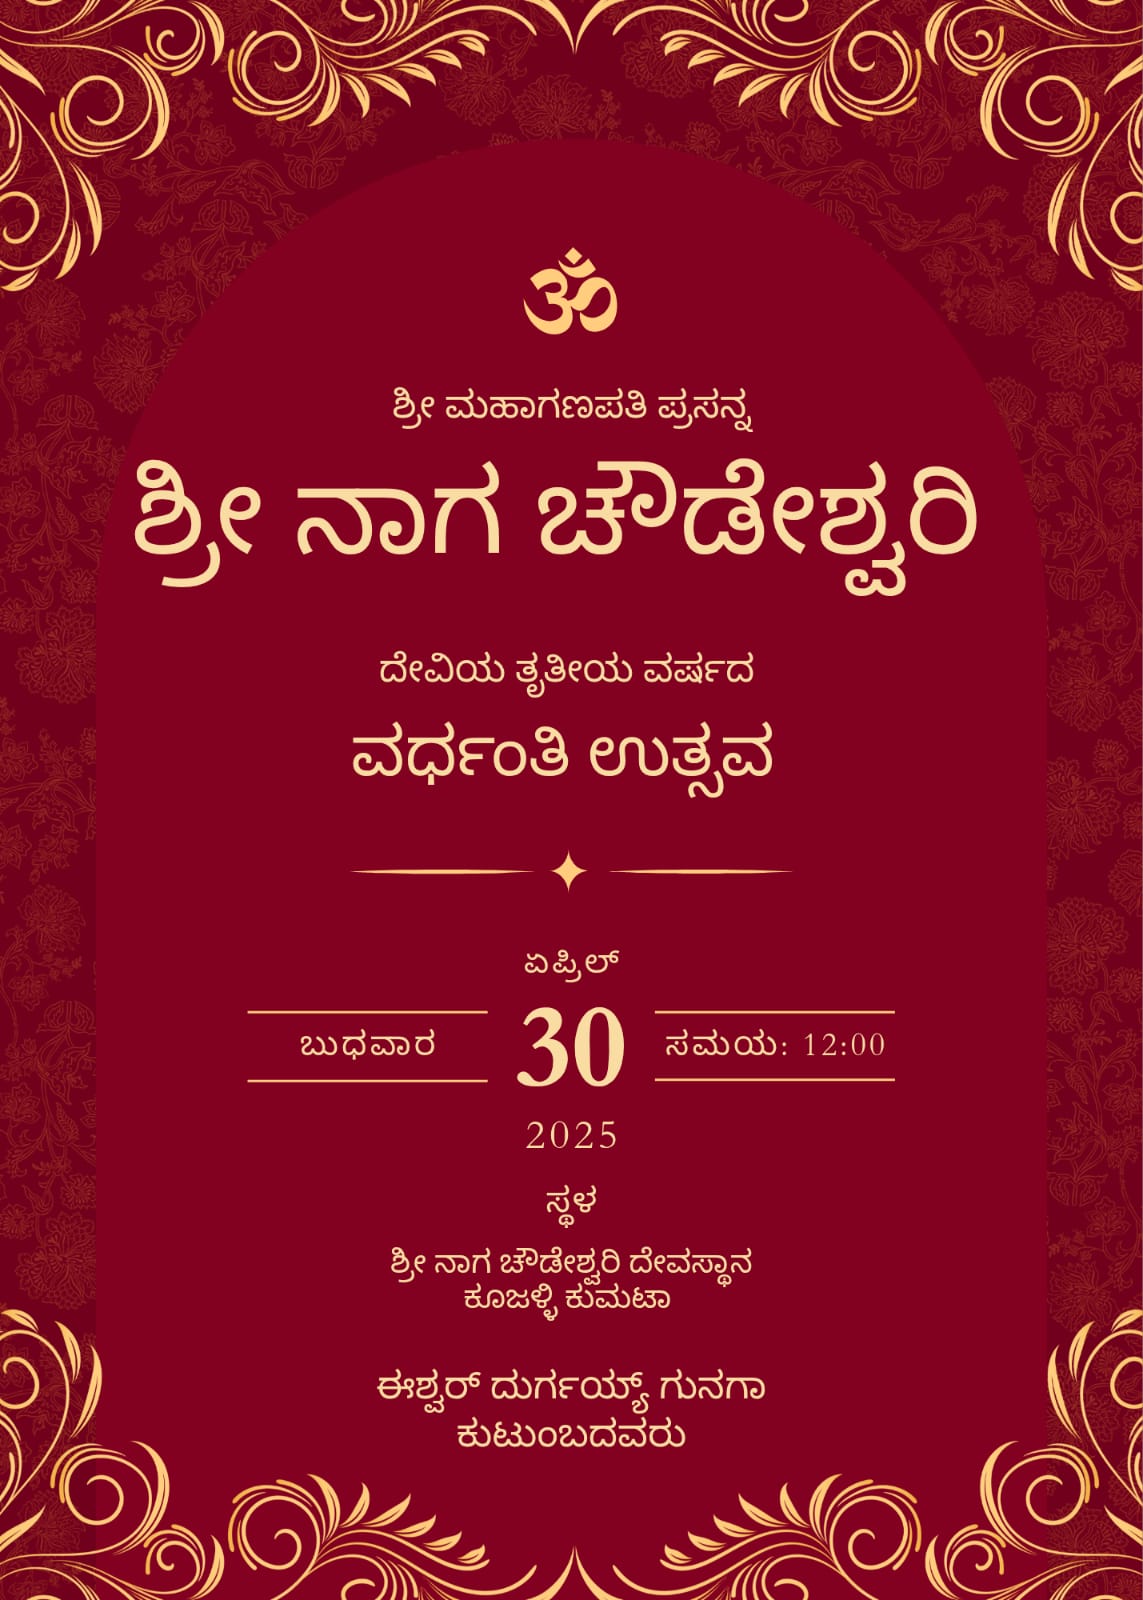 ॐ
ಶ್ರೀ ಮಹಾಗಣಪತಿ ಪ್ರಸನ್ನ
ಶ್ರೀ ನಾಗ ಚೌಡೇಶ್ವರಿ
ದೇವಿಯ ತೃತೀಯ ವರ್ಷದ
ವರ್ಧಂತಿ ಉತ್ಸವ
ಏಪ್ರಿಲ್
ಬುಧವಾರ 30 ಸಮಯ: 12:00
2025
ಸ್ಥಳ
ಶ್ರೀ ನಾಗ ಚೌಡೇಶ್ವರಿ ದೇವಸ್ಥಾನ
ಕೂಜಳ್ಳಿ ಕುಮಟಾ
ಈಶ್ವರ್ ದುರ್ಗಯ್ಯ್ ಗುನಗಾ
ಕುಟುಂಬದವರು